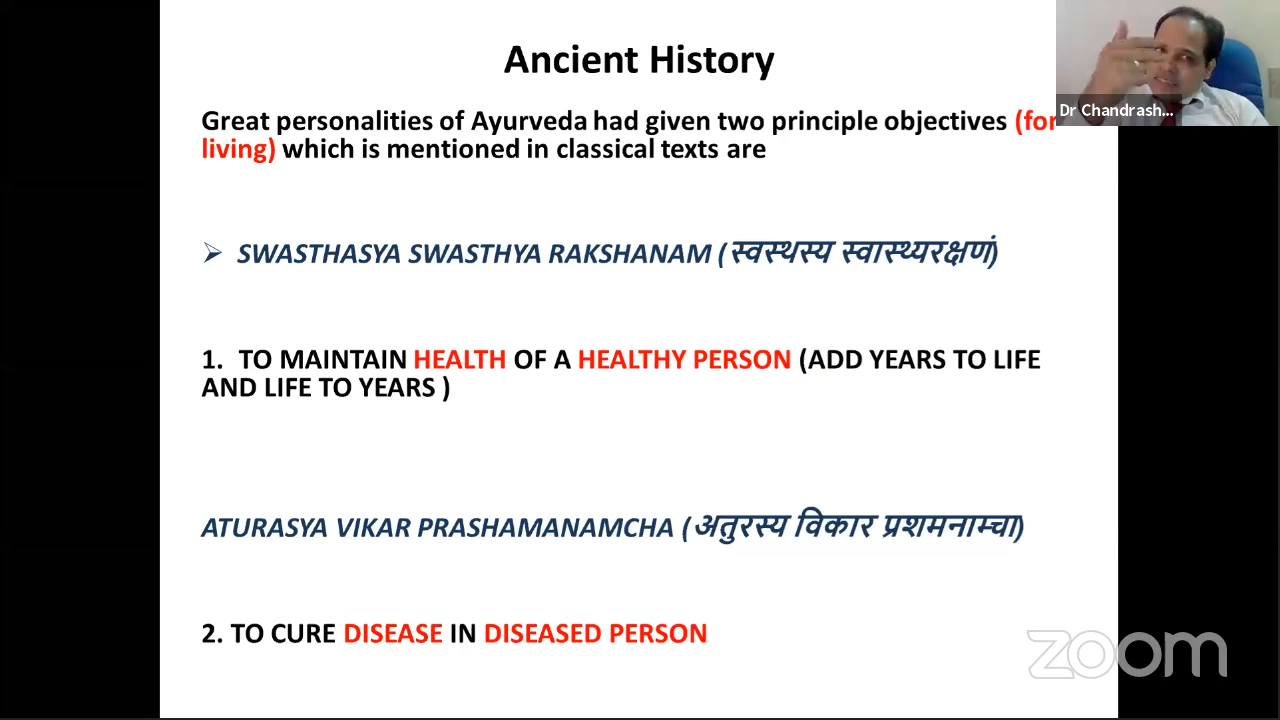 Ancient History
Great personalities of Ayurveda had given two principle objectives (for
living) which is mentioned in classical texts are
➢ SWASTHASYA SWASTHYA RAKSHANAM (स्वस्थस्य स्वास्थ्यरक्षणं)
1. TO MAINTAIN HEALTH OF A HEALTHY PERSON (ADD YEARS TO LIFE
AND LIFE TO YEARS )
ATURASYA VIKAR PRASHAMANAMCHA (अतुरस्य विकार प्रशमनाम्चा)
2. TO CURE DISEASE IN DISEASED PERSON
Dr Chandrash...
zoom